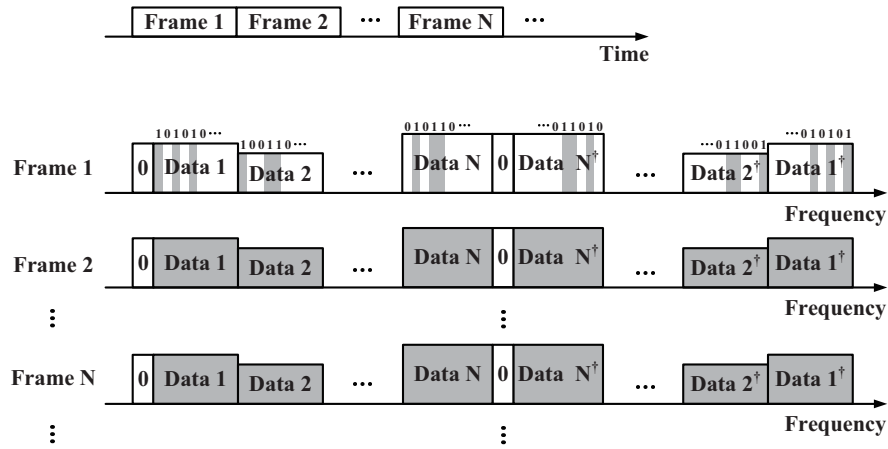 Frame 1 Frame 2 ... Frame N ...
Time
101010··· 100110··· 010110··· ···011010 ···011001 ···010101
Frame 1 0 Data 1 Data 2 ... Data N 0 Data N† ... Data 2† Data 1†
Frequency
Frame 2 0 Data 1 Data 2 ... Data N 0 Data N† ... Data 2† Data 1†
Frequency
Frame N 0 Data 1 Data 2 ... Data N 0 Data N† ... Data 2† Data 1†
Frequency